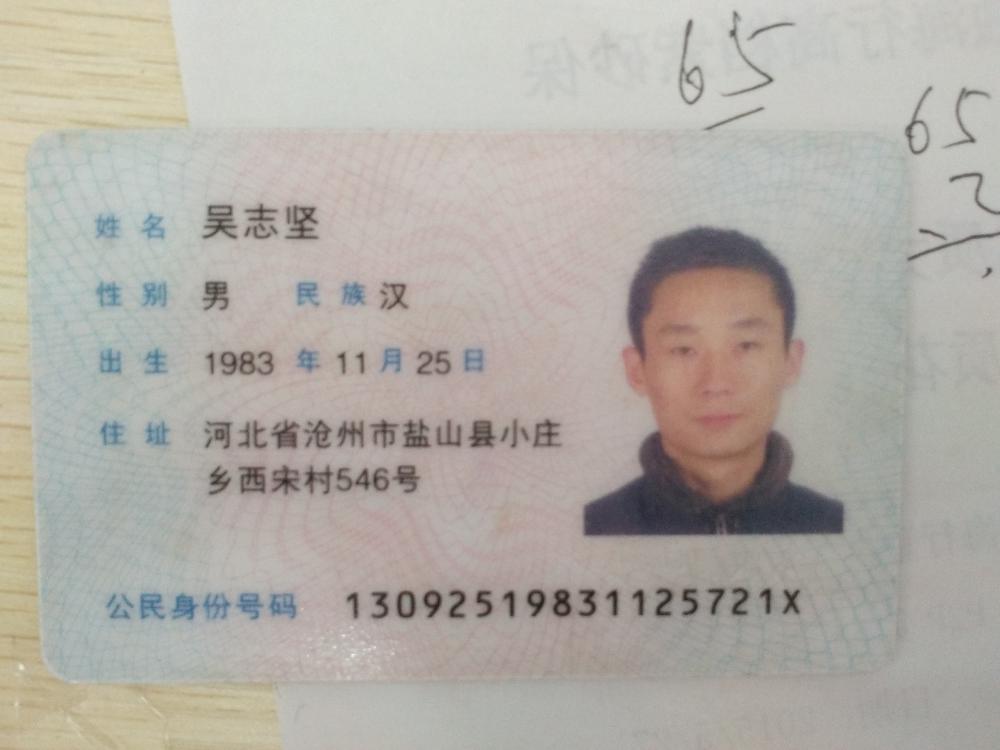 65
65
2
姓名 吴志坚
性别 男 民族 汉
出生 1983 年 11 月 25 日
住址 河北省沧州市盐山县小庄
乡西宋村546号
公民身份号码 13092519831125721X